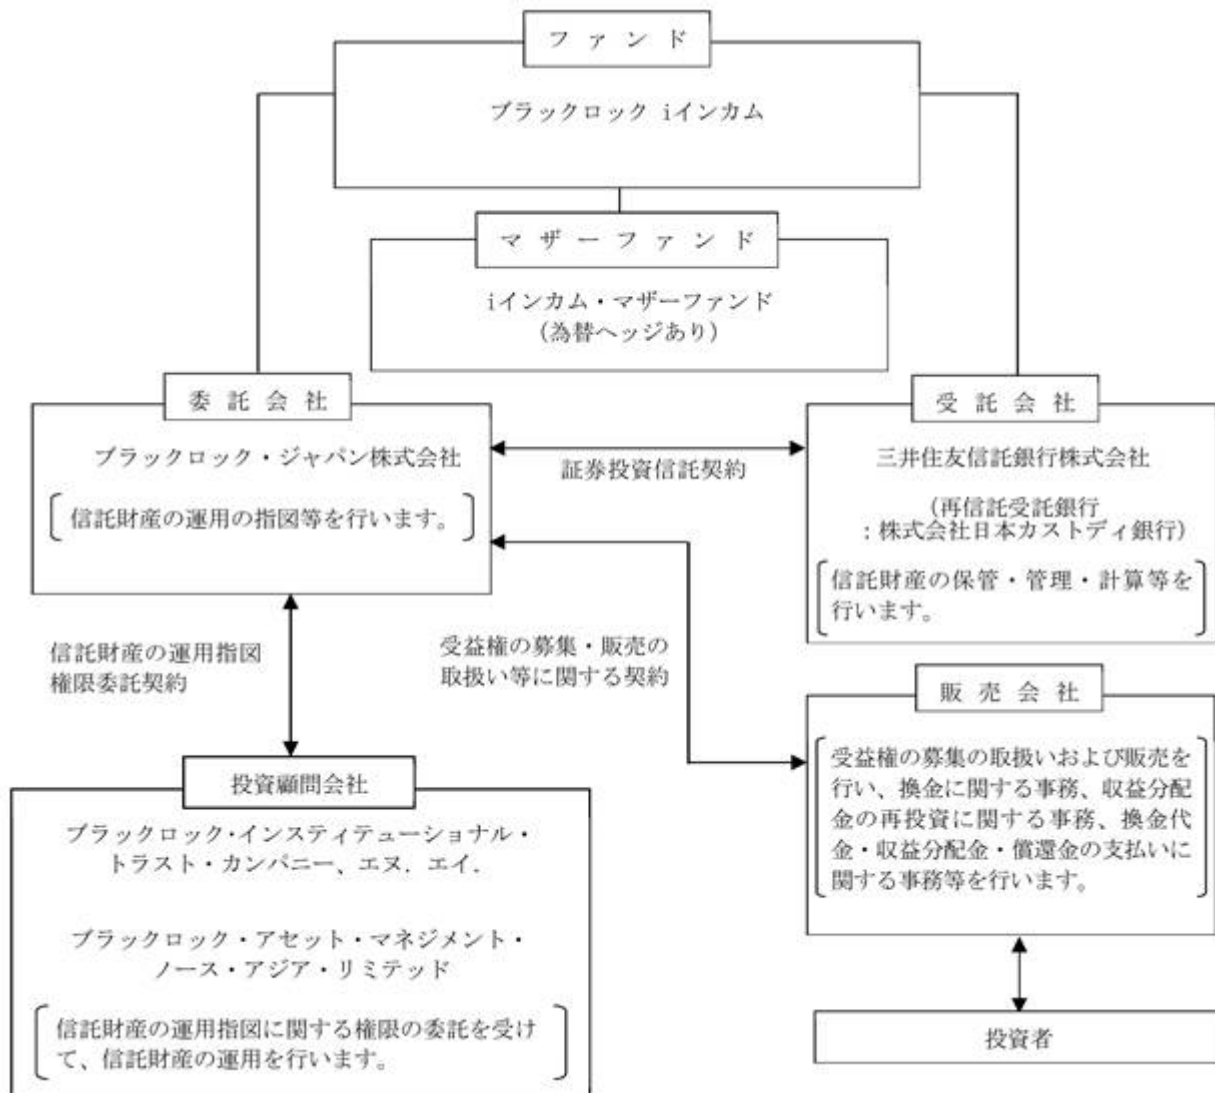 ファンド
ブラックロック iインカム
マザーファンド
iインカム・マザーファンド
(為替ヘッジあり)
委託会社
ブラックロック・ジャパン株式会社
信託財産の運用の指図等を行います。
証券投資信託契約
受託会社
三井住友信託銀行株式会社
(再信託受託銀行
:株式会社日本カストディ銀行)
信託財産の保管・管理・計算等を
行います。
信託財産の運用指図
権限委託契約
受益権の募集・販売の
取扱い等に関する契約
販売会社
受益権の募集の取扱いおよび販売を
行い、換金に関する事務、収益分配
金の再投資に関する事務、換金代
金・収益分配金・償還金の支払いに
関する事務等を行います。
投資顧問会社
ブラックロック・インスティテューショナル・
トラスト・カンパニー、エヌ．エイ．
ブラックロック・アセット・マネジメント・
ノース・アジア・リミテッド
信託財産の運用指図に関する権限の委託を受け
て、信託財産の運用を行います。
投資者